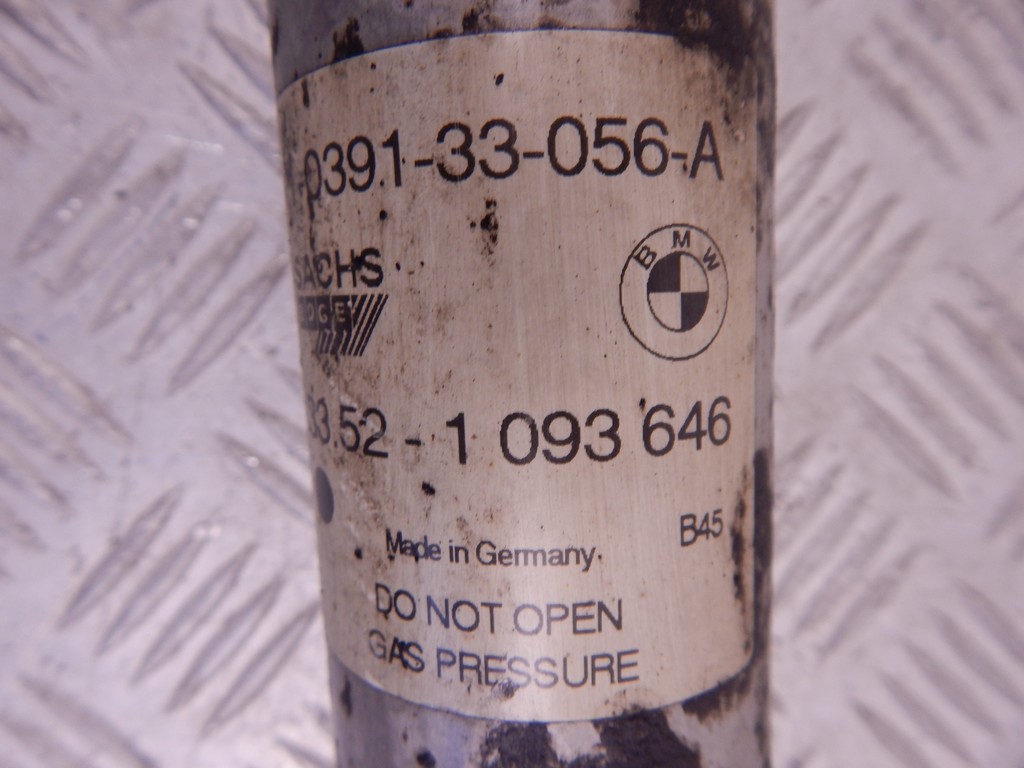 -0391-33-056-A
SACHS
BMW
BOGE
33.52 - 1 093 646
B45
Made in Germany
DO NOT OPEN
GAS PRESSURE